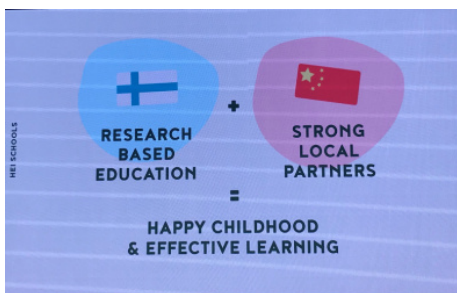 HEI SCHOOLS
RESEARCH
BASED
EDUCATION
+
STRONG
LOCAL
PARTNERS
=
HAPPY CHILDHOOD
& EFFECTIVE LEARNING